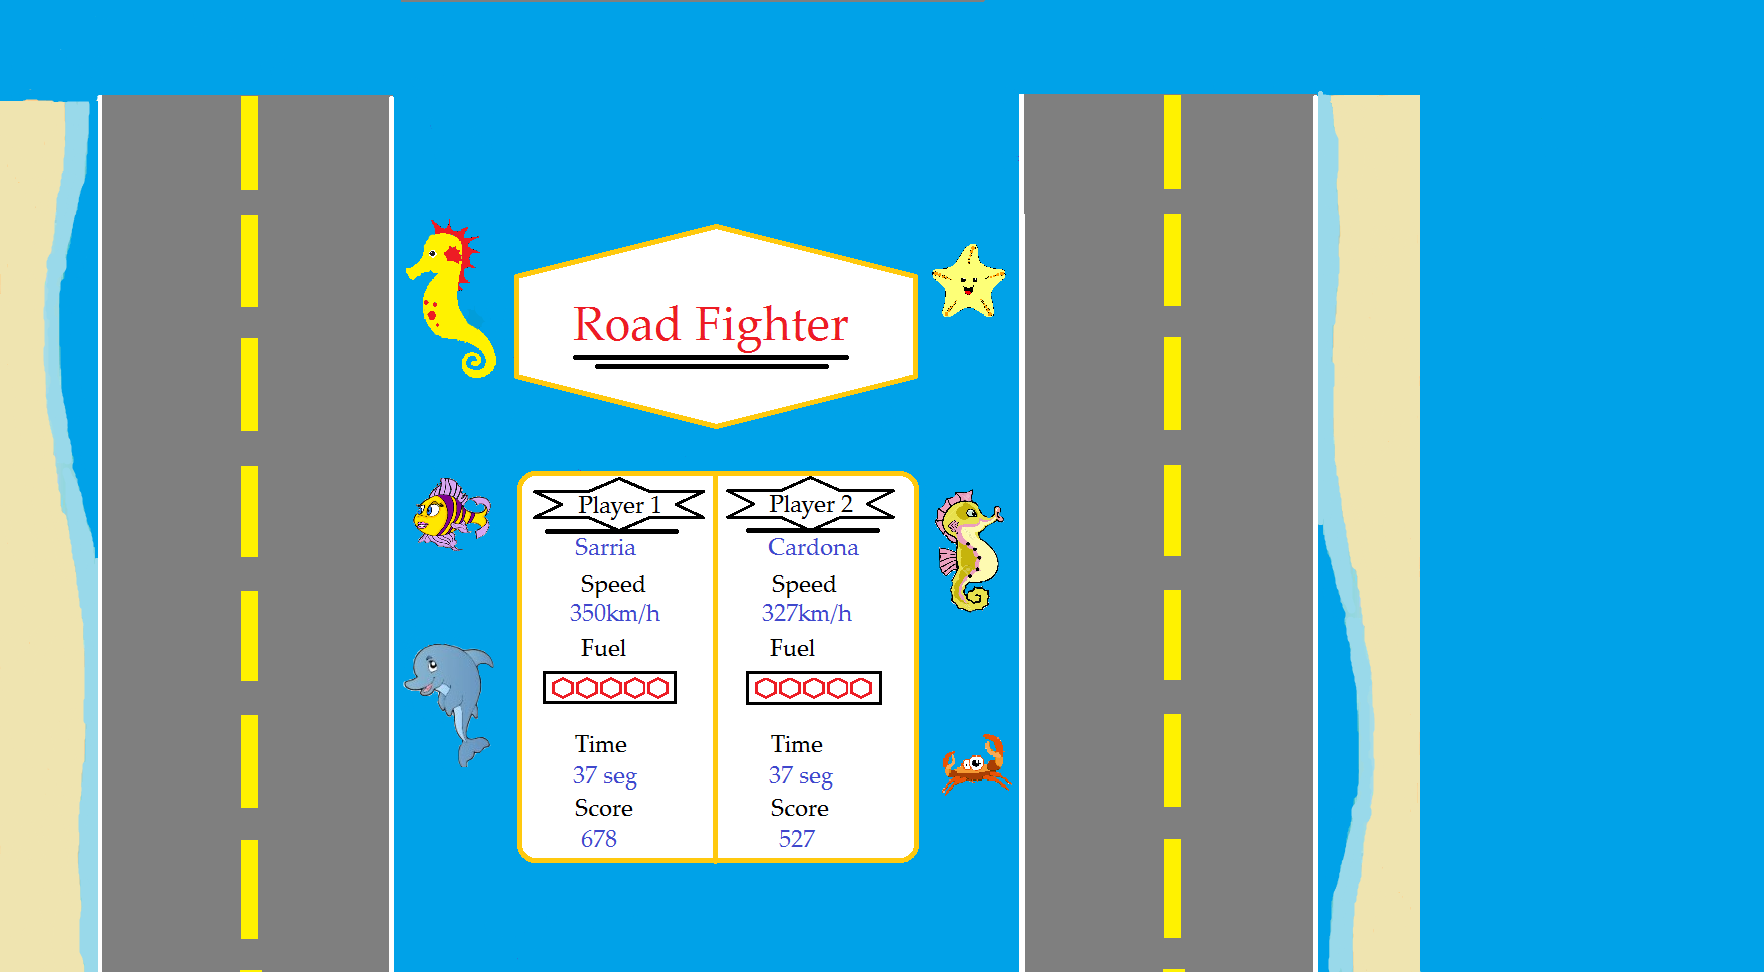 Road Fighter
Player 1
Sarria
Speed
350km/h
Fuel
Time
37 seg
Score
678
Player 2
Cardona
Speed
327km/h
Fuel
Time
37 seg
Score
527